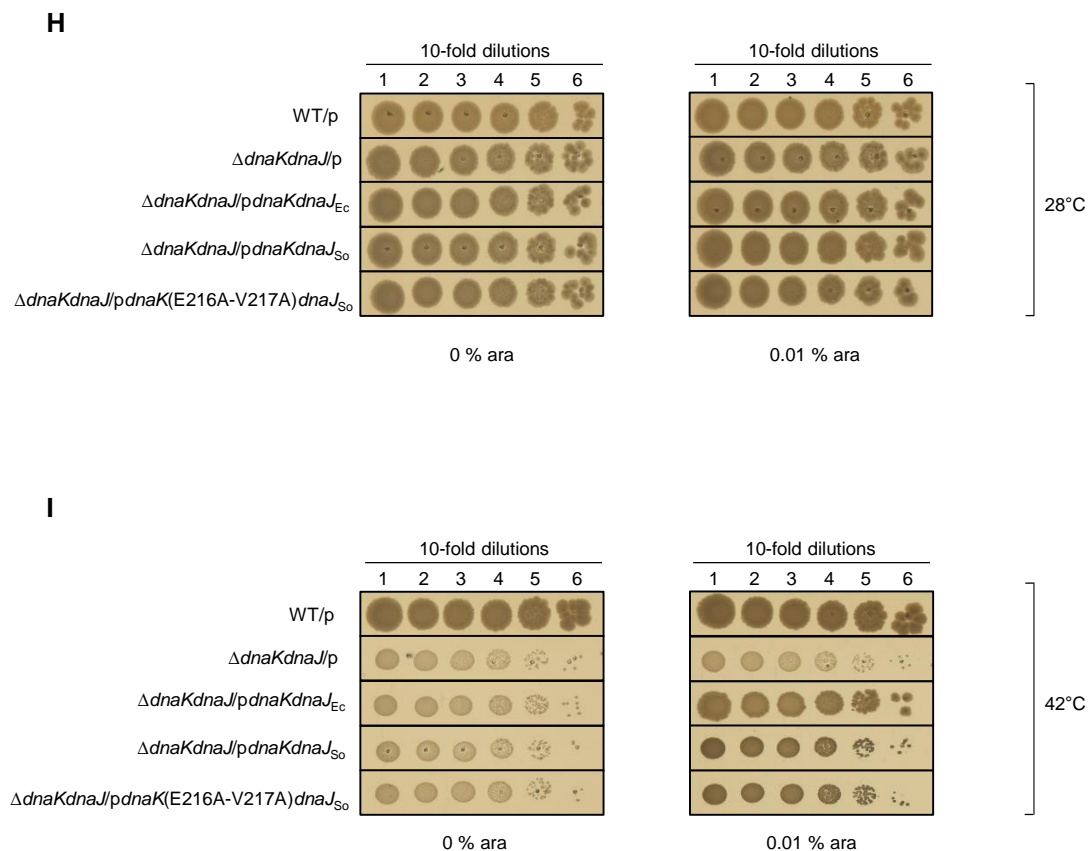 H
10-fold dilutions 10-fold dilutions
1 2 3 4 5 6 1 2 3 4 5 6
WT/p
ΔdnaKdnaJ/p
ΔdnaKdnaJ/pdnaKdnaJEc
ΔdnaKdnaJ/pdnaKdnaJSo
ΔdnaKdnaJ/pdnaK(E216A-V217A)dnaJSo
28°C
0 % ara 0.01 % ara
I
10-fold dilutions 10-fold dilutions
1 2 3 4 5 6 1 2 3 4 5 6
WT/p
ΔdnaKdnaJ/p
ΔdnaKdnaJ/pdnaKdnaJEc
ΔdnaKdnaJ/pdnaKdnaJSo
ΔdnaKdnaJ/pdnaK(E216A-V217A)dnaJSo
42°C
0 % ara 0.01 % ara